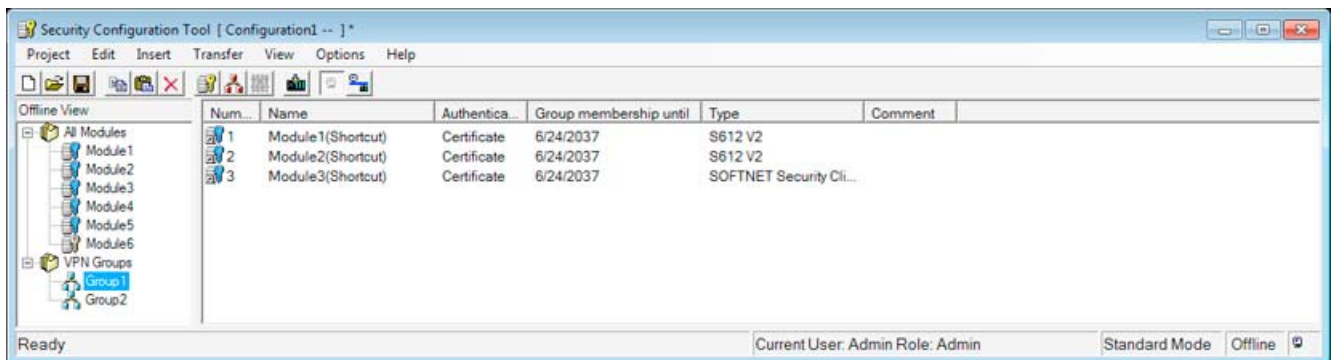 Security Configuration Tool [ Configuration1 -- ]*
Project Edit Insert Transfer View Options Help
Offline View
All Modules
Module1
Module2
Module3
Module4
Module5
Module6
VPN Groups
Group1
Group2
Num... Name Authentica... Group membership until Type Comment
1 Module1(Shortcut) Certificate 6/24/2037 S612 V2
2 Module2(Shortcut) Certificate 6/24/2037 S612 V2
3 Module3(Shortcut) Certificate 6/24/2037 SOFTNET Security Cli...
Ready Current User: Admin Role: Admin Standard Mode Offline